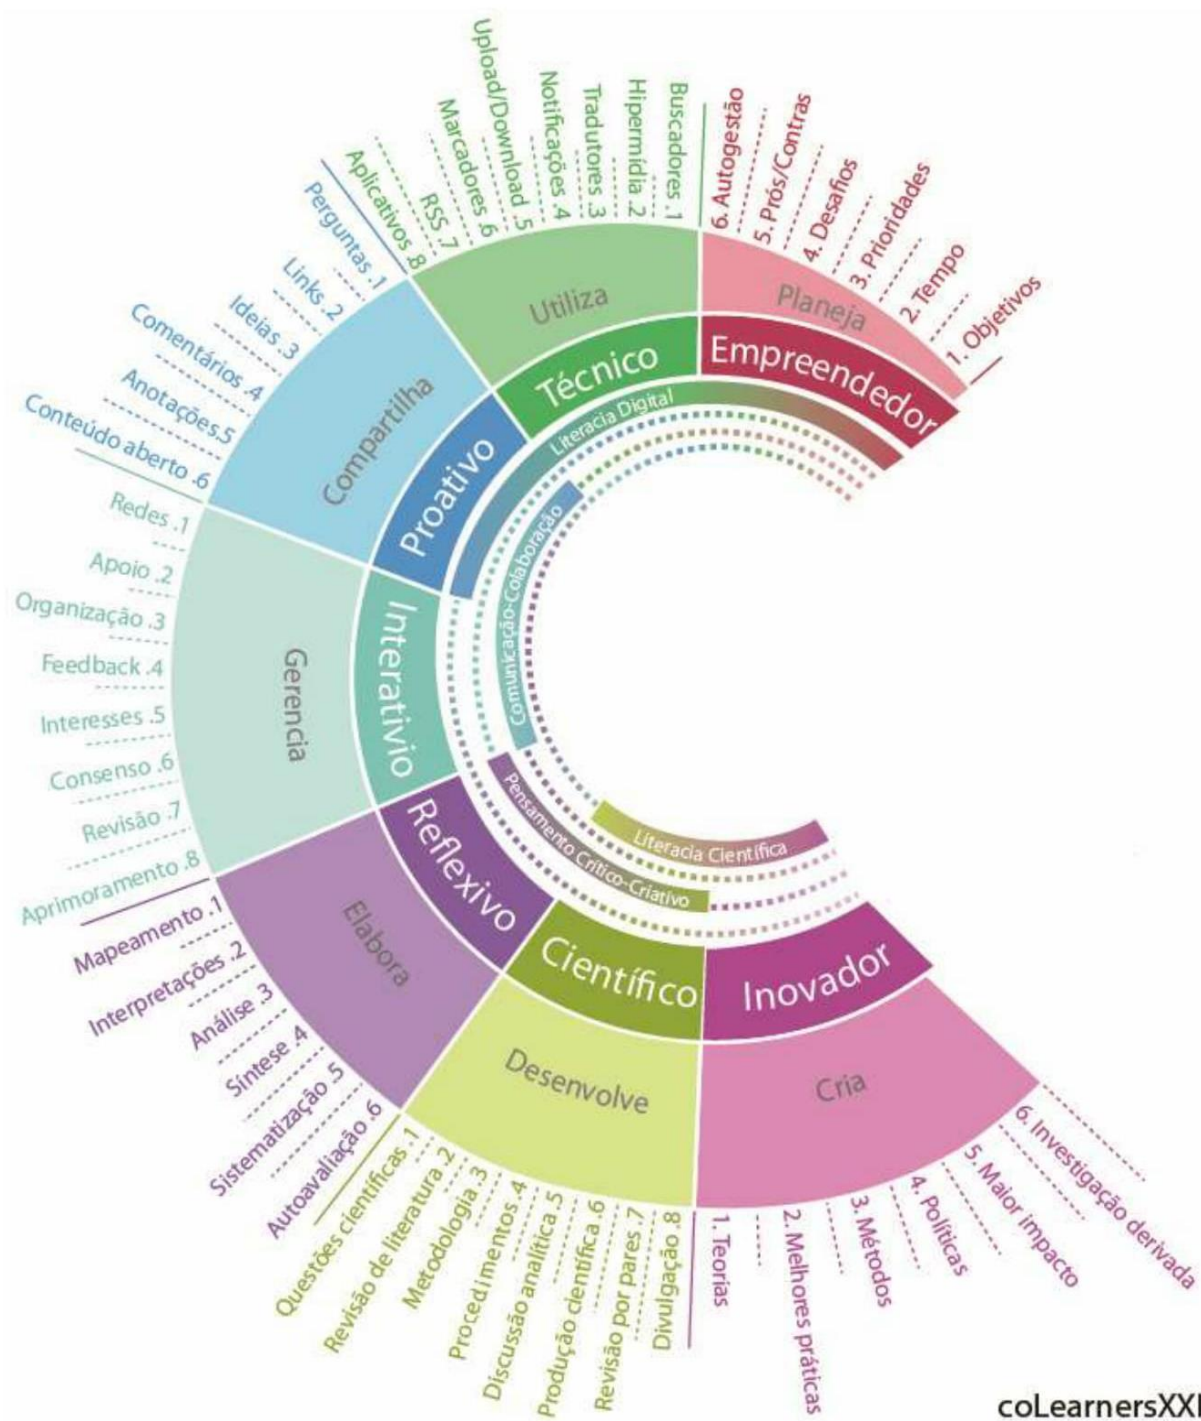 Planeja
Empreendedor
1. Objetivos
2. Tempo
3. Prioridades
4. Desafios
5. Prós/Contras
6. Autogestão
Utiliza
Técnico
Buscadores .1
Hipermídia .2
Tradutores .3
Notificações .4
Upload/Download .5
Marcadores .6
RSS .7
Aplicativos .8
Compartilha
Proativo
Perguntas .1
Links .2
Ideias .3
Comentários .4
Anotações.5
Conteúdo aberto .6
Gerencia
Interativio
Redes .1
Apoio .2
Organização .3
Feedback .4
Interesses .5
Consenso .6
Revisão .7
Aprimoramento .8
Elabora
Reflexivo
Mapeamento .1
Interpretações .2
Análise .3
Síntese .4
Sistematização .5
Autoavaliação .6
Desenvolve
Científico
Questões científicas .1
Revisão de literatura .2
Metodologia .3
Procedimentos .4
Discussão analítica .5
Produção científica .6
Revisão por pares .7
Divulgação .8
Cria
Inovador
1. Teorias
2. Melhores práticas
3. Métodos
4. Políticas
5. Maior impacto
6. Investigação derivada
Literacia Digital
Comunicação-Colaboração
Pensamento Crítico-Criativo
Literacia Científica
coLearnersXXI